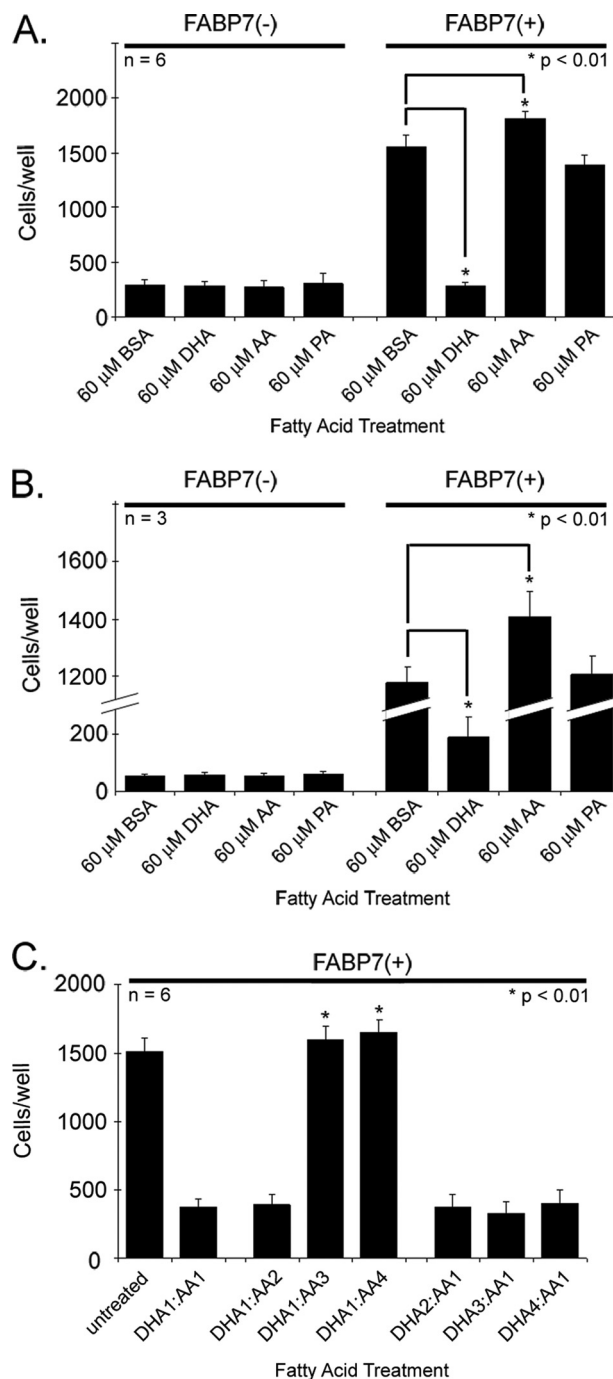 A.
FABP7(-) FABP7(+)
n = 6 * p < 0.01
2000
1500
1000
500
0
Cells/well
*
*
60 µM BSA
60 µM DHA
60 µM AA
60 µM PA
60 µM BSA
60 µM DHA
60 µM AA
60 µM PA
Fatty Acid Treatment
B.
FABP7(-) FABP7(+)
n = 3 * p < 0.01
1600
1400
1200
200
0
Cells/well
*
*
60 µM BSA
60 µM DHA
60 µM AA
60 µM PA
60 µM BSA
60 µM DHA
60 µM AA
60 µM PA
Fatty Acid Treatment
C.
FABP7(+)
n = 6 * p < 0.01
2000
1500
1000
500
0
Cells/well
* *
untreated
DHA1:AA1
DHA1:AA2
DHA1:AA3
DHA1:AA4
DHA2:AA1
DHA3:AA1
DHA4:AA1
Fatty Acid Treatment